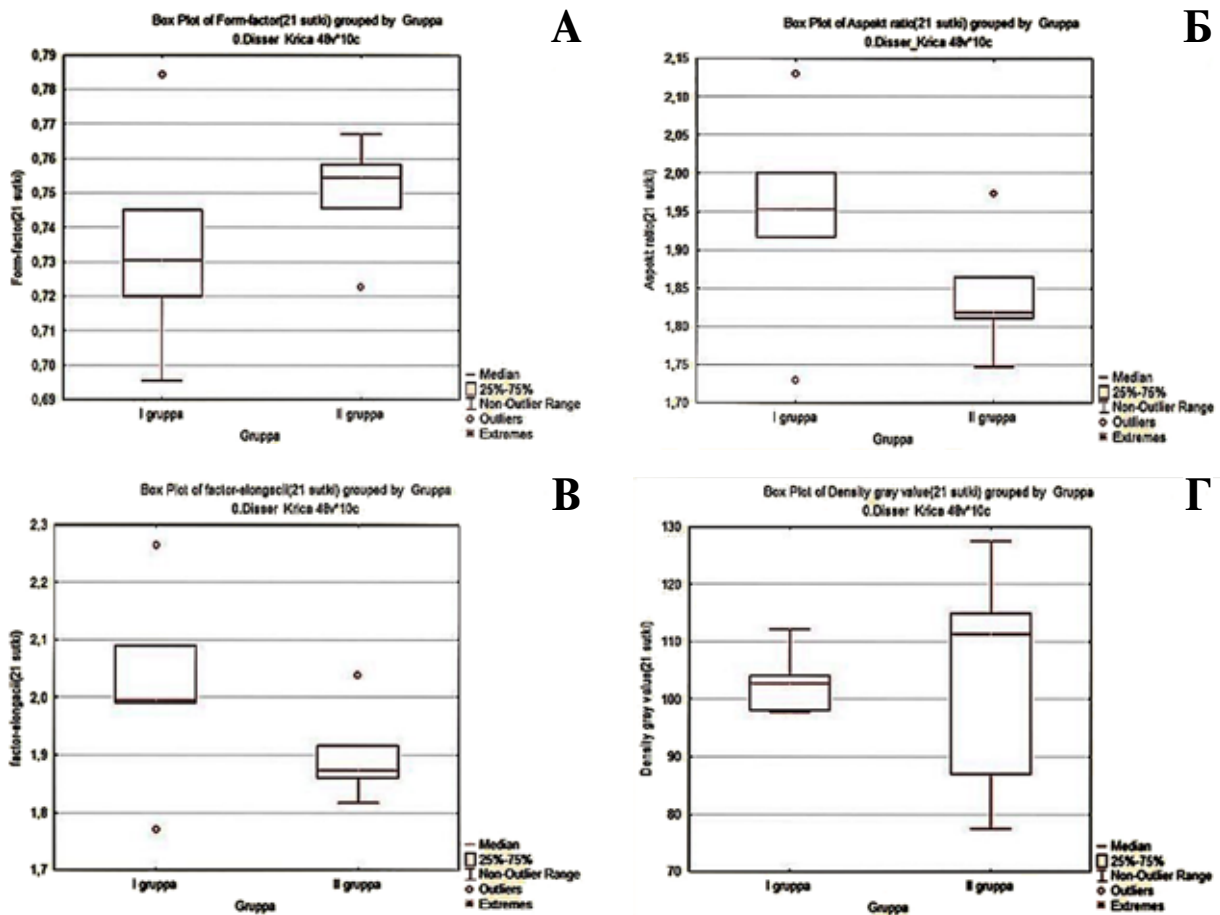 Box Plot of Form-factor(21 sutki) grouped by Gruppa
0.Disser Krica 48v*10c
А
0,79
0,78
0,77
0,76
0,75
0,74
0,73
0,72
0,71
0,70
0,69
Form-factor(21 sutki)
I gruppa
II gruppa
Gruppa
Median
25%-75%
Non-Outlier Range
Outliers
Extremes
Box Plot of Aspekt ratio(21 sutki) grouped by Gruppa
0.Disser_Krica 48v*10c
Б
2,15
2,10
2,05
2,00
1,95
1,90
1,85
1,80
1,75
1,70
Aspekt ratio(21 sutki)
I gruppa
II gruppa
Gruppa
Median
25%-75%
Non-Outlier Range
Outliers
Extremes
Box Plot of factor-elongacii(21 sutki) grouped by Gruppa
0.Disser Krica 48v*10c
В
2,3
2,2
2,1
2,0
1,9
1,8
1,7
factor-elongacii(21 sutki)
I gruppa
II gruppa
Gruppa
Median
25%-75%
Non-Outlier Range
Outliers
Extremes
Box Plot of Density gray value(21 sutki) grouped by Gruppa
0.Disser Krica 48v*10c
Г
130
120
110
100
90
80
70
Density gray value(21 sutki)
I gruppa
II gruppa
Gruppa
Median
25%-75%
Non-Outlier Range
Outliers
Extremes